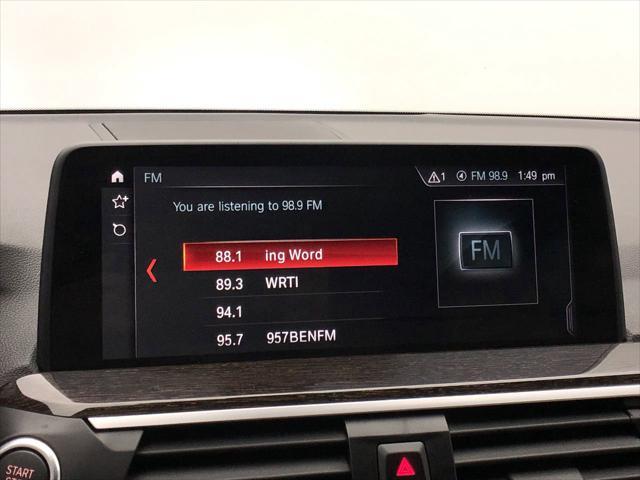 FM
1 FM 98.9 1:49 pm
You are listening to 98.9 FM
88.1 ing Word
89.3 WRTI
94.1
95.7 957BENFM
FM
START